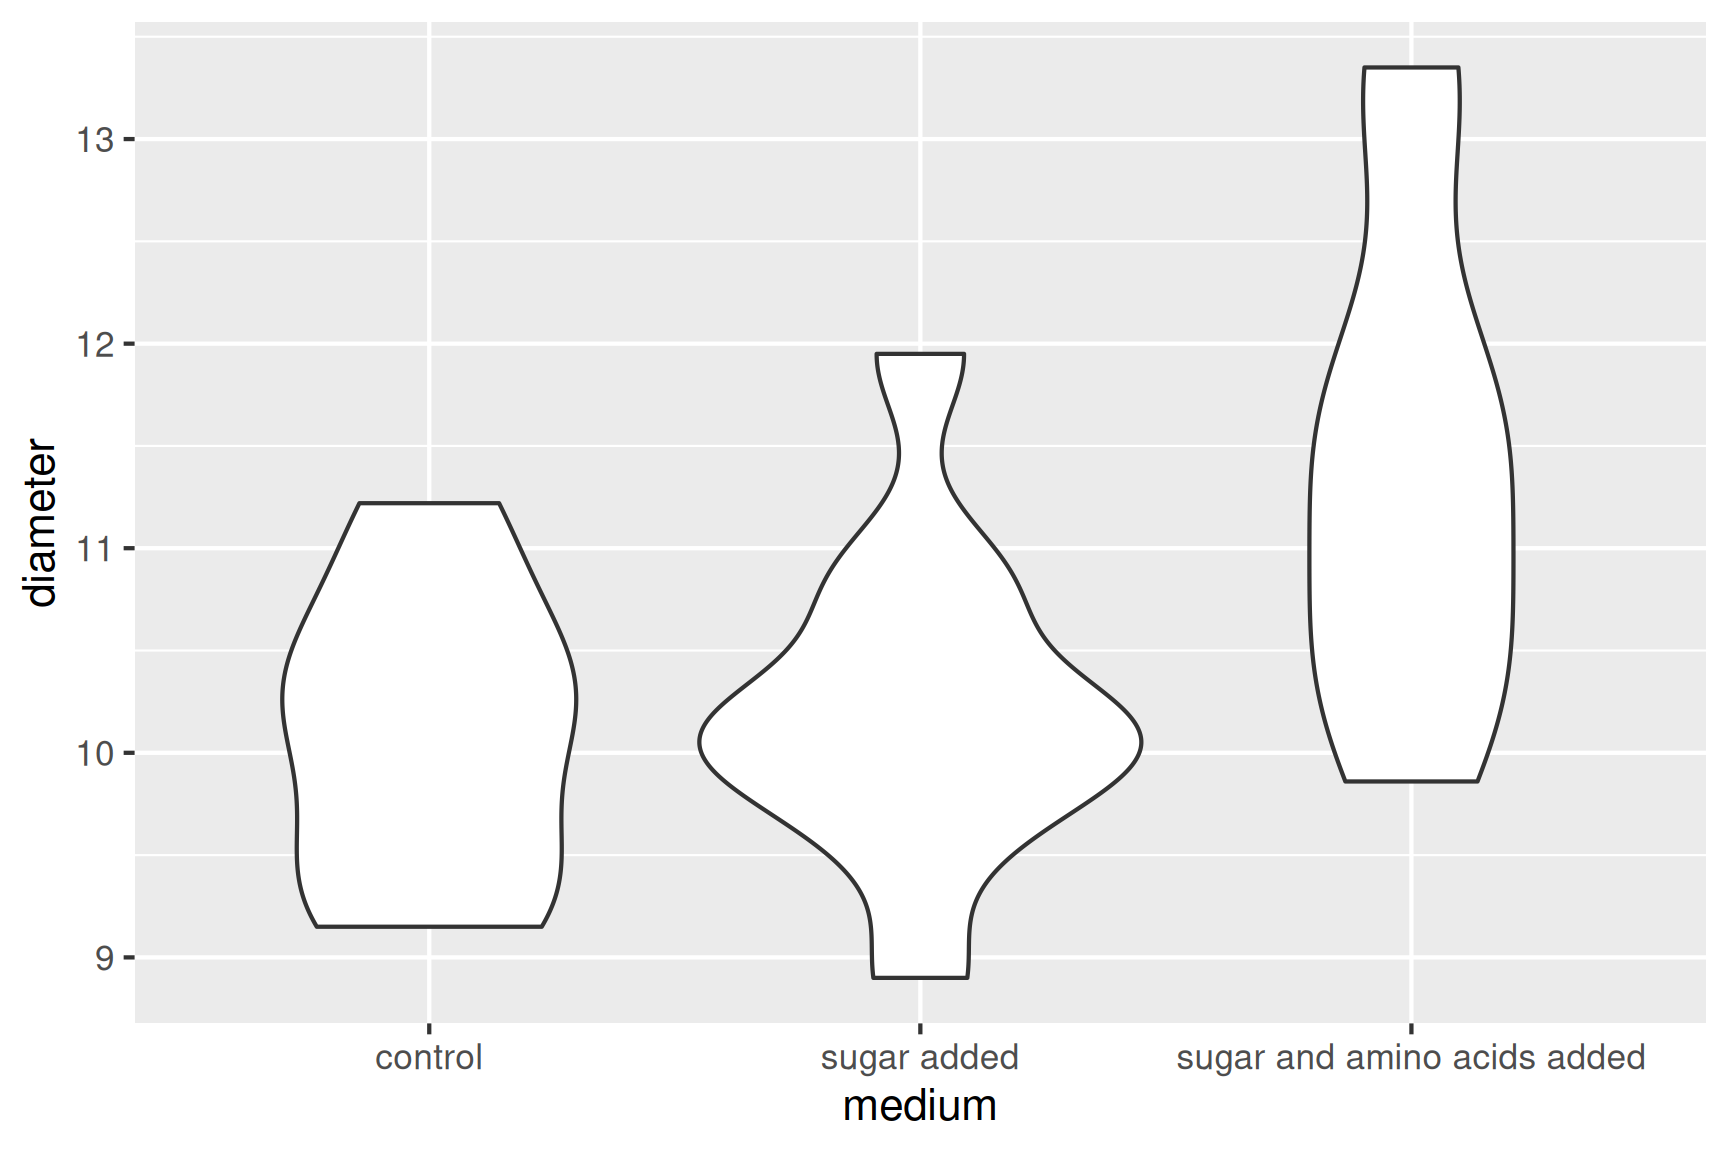 13
12
11
10
9
diameter
control
sugar added
sugar and amino acids added
medium